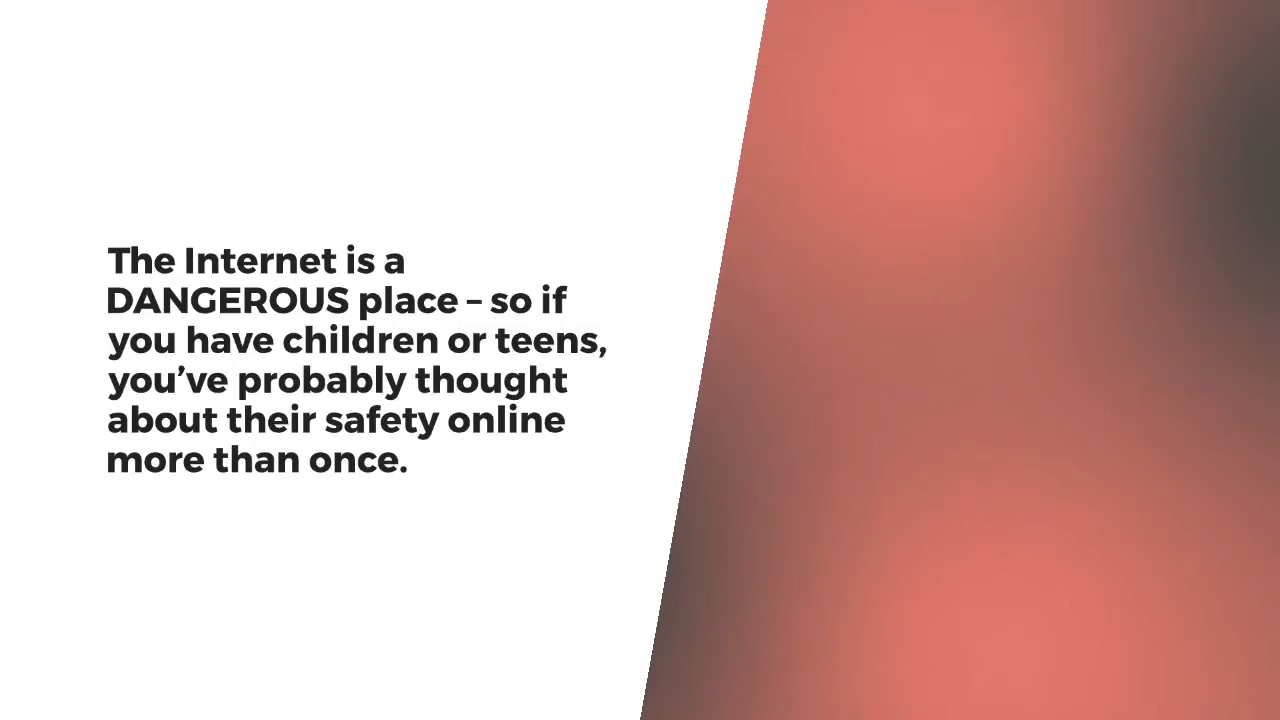 The Internet is a
DANGEROUS place – so if
you have children or teens,
you’ve probably thought
about their safety online
more than once.